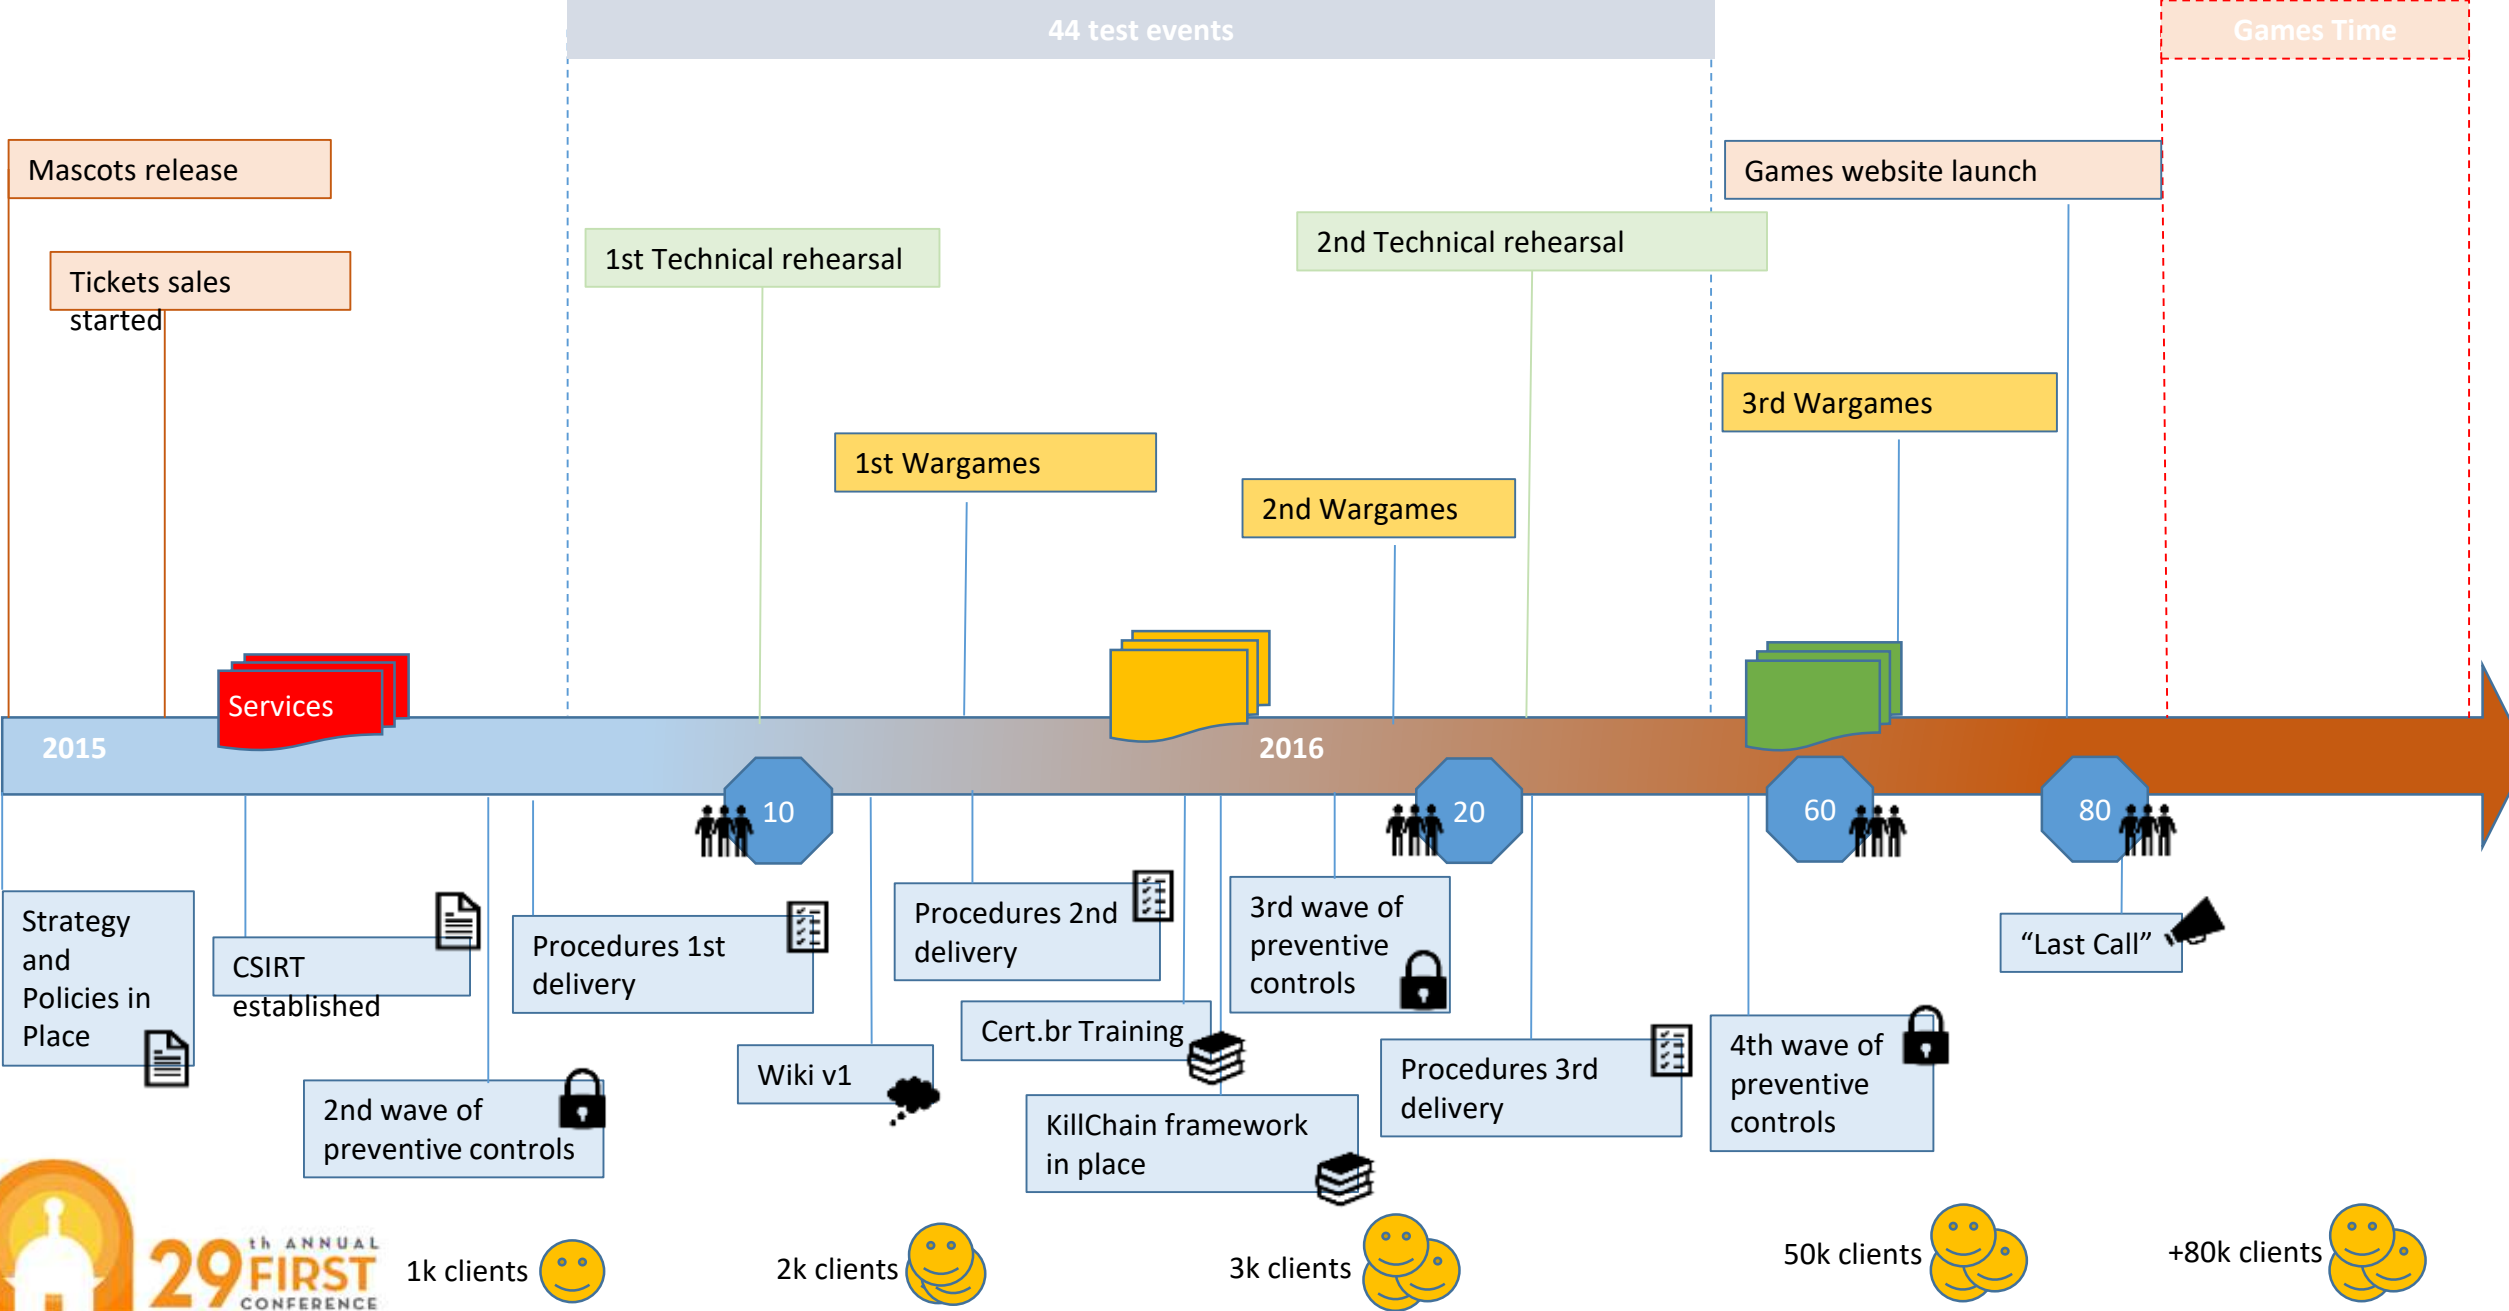 44 test events
Games Time
Mascots release
Games website launch
2nd Technical rehearsal
1st Technical rehearsal
Tickets sales
started
3rd Wargames
1st Wargames
2nd Wargames
Services
2015
2016
10
20
60
80
Strategy
and
Policies in
Place
CSIRT
established
Procedures 1st
delivery
Procedures 2nd
delivery
3rd wave of
preventive
controls
“Last Call”
2nd wave of
preventive controls
Wiki v1
Cert.br Training
KillChain framework
in place
Procedures 3rd
delivery
4th wave of
preventive
controls
29th ANNUAL
FIRST
CONFERENCE
1k clients
2k clients
3k clients
50k clients
+80k clients